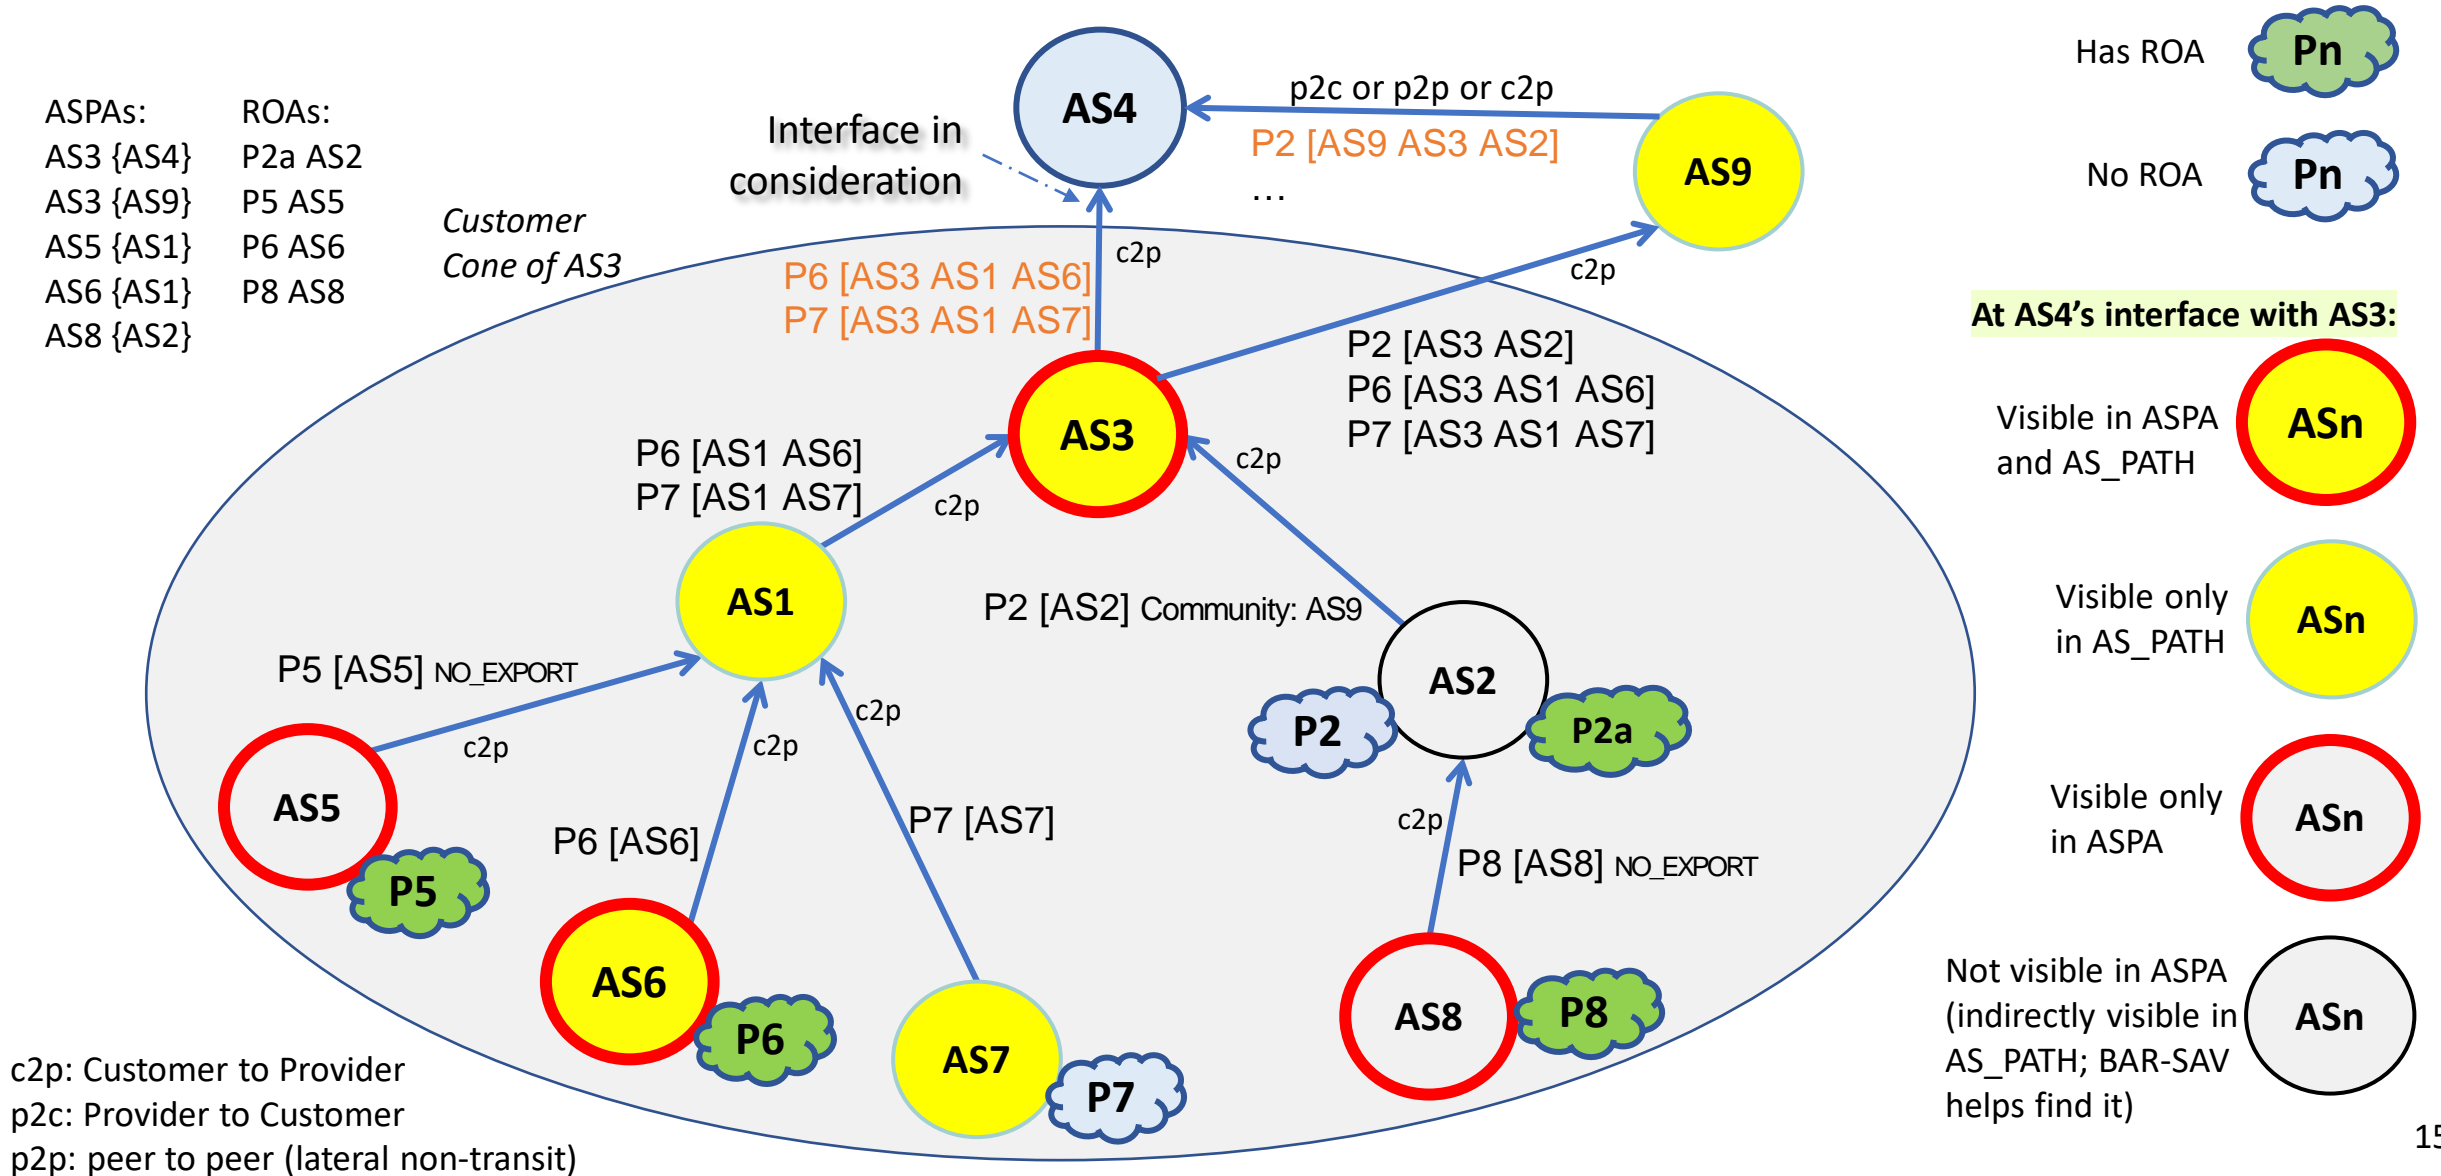 ASPAs:
AS3 {AS4}
AS3 {AS9}
AS5 {AS1}
AS6 {AS1}
AS8 {AS2}
ROAs:
P2a AS2
P5 AS5
P6 AS6
P8 AS8
Customer
Cone of AS3
Interface in
consideration
AS4
p2c or p2p or c2p
P2 [AS9 AS3 AS2]
...
AS9
c2p
c2p
P6 [AS3 AS1 AS6]
P7 [AS3 AS1 AS7]
P2 [AS3 AS2]
P6 [AS3 AS1 AS6]
P7 [AS3 AS1 AS7]
AS3
P6 [AS1 AS6]
P7 [AS1 AS7]
c2p
c2p
AS1
P2 [AS2] Community: AS9
AS2
P2
P2a
P5 [AS5] NO_EXPORT
c2p
c2p
c2p
AS5
P5
P6 [AS6]
P7 [AS7]
c2p
P8 [AS8] NO_EXPORT
AS6
P6
AS7
P7
AS8
P8
c2p: Customer to Provider
p2c: Provider to Customer
p2p: peer to peer (lateral non-transit)
Has ROA
Pn
No ROA
Pn
At AS4’s interface with AS3:
Visible in ASPA
and AS_PATH
ASn
Visible only
in AS_PATH
ASn
Visible only
in ASPA
ASn
Not visible in ASPA
(indirectly visible in
AS_PATH; BAR-SAV
helps find it)
ASn
15